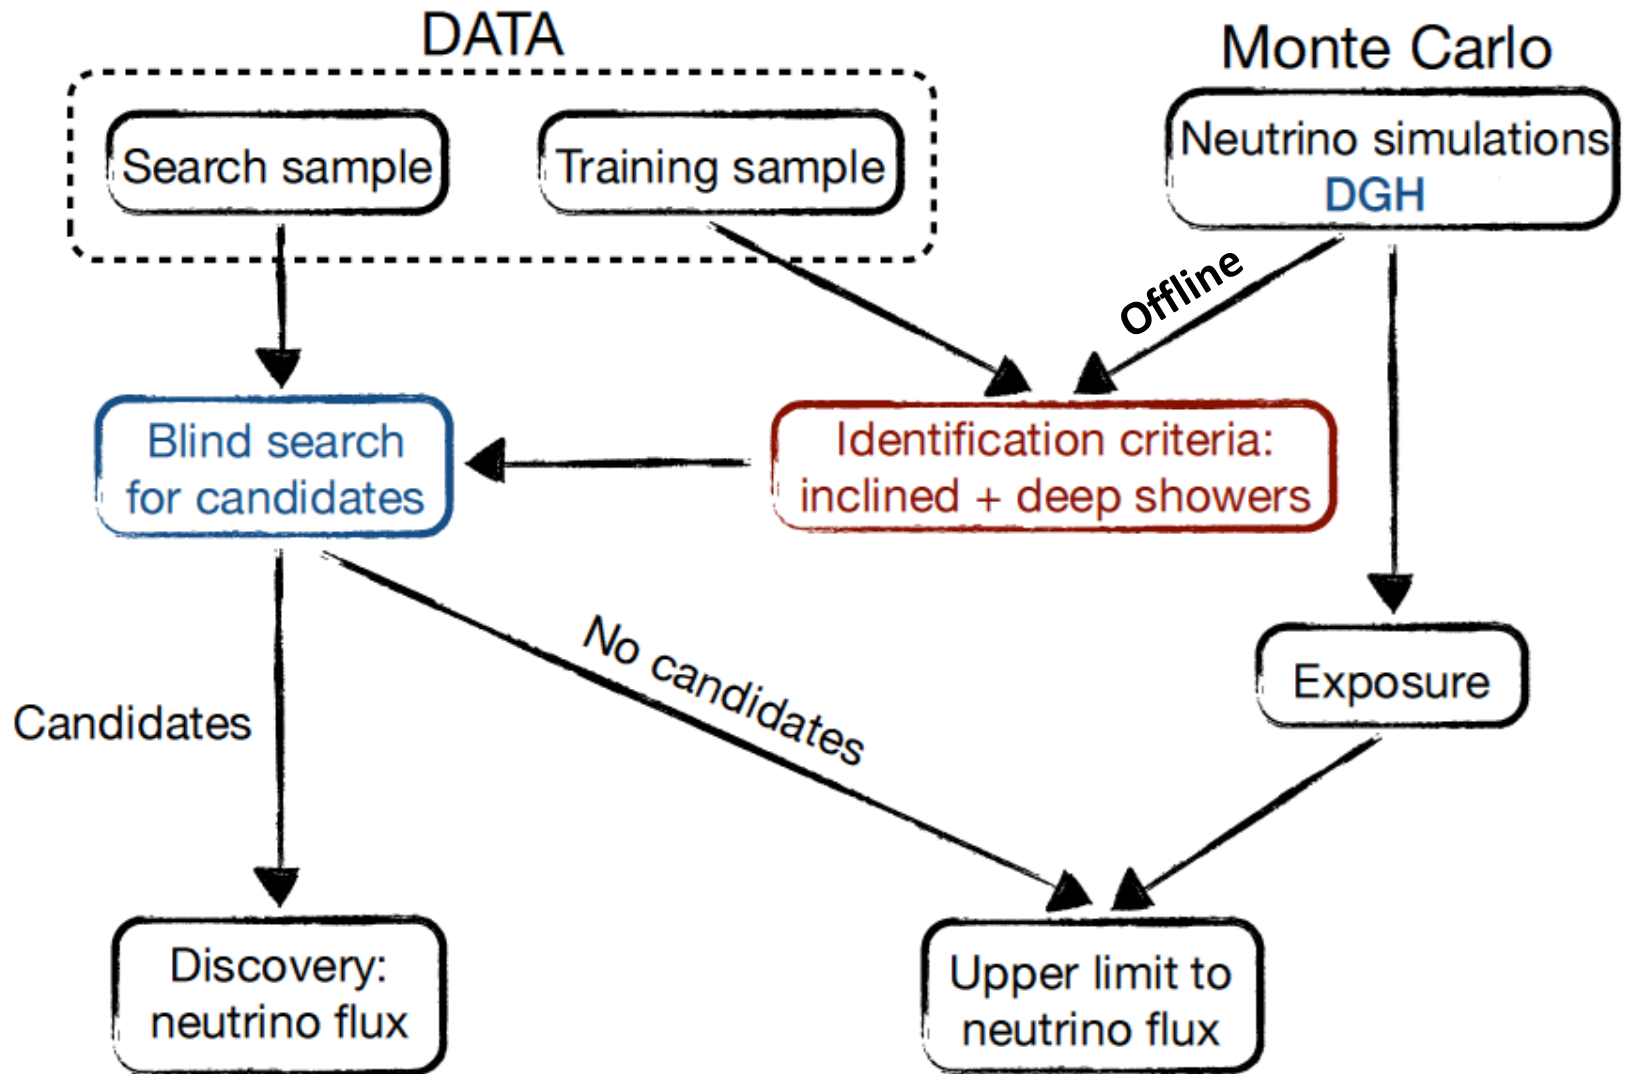 DATA
Monte Carlo
Search sample
Training sample
Neutrino simulations
DGH
Offline
Blind search
for candidates
Identification criteria:
inclined + deep showers
No candidates
Candidates
Exposure
Discovery:
neutrino flux
Upper limit to
neutrino flux